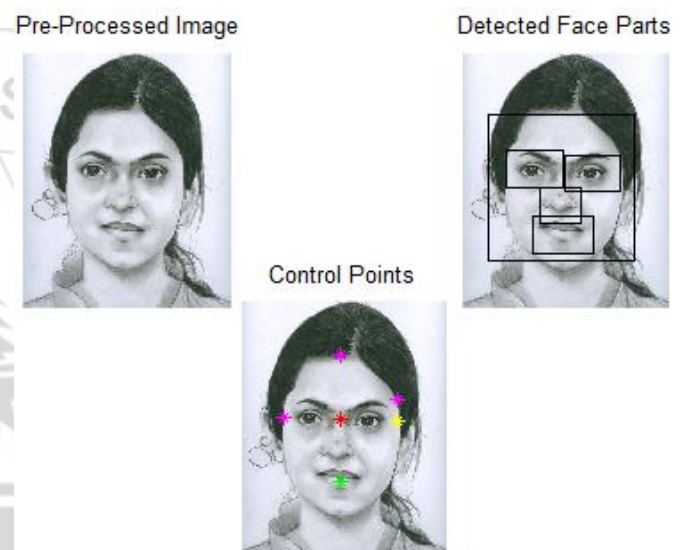 Pre-Processed Image
Detected Face Parts
Control Points